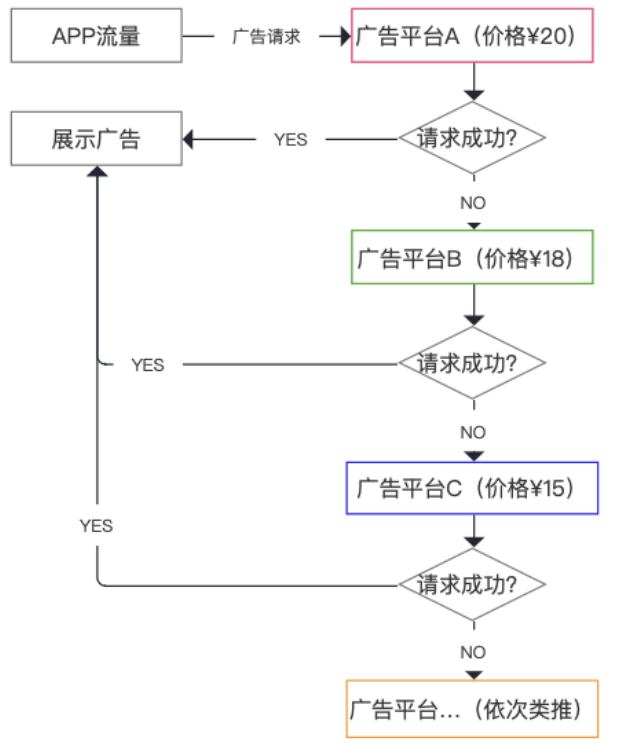 APP流量
广告请求
广告平台A（价格¥20）
展示广告
YES
请求成功?
NO
广告平台B（价格¥18）
YES
请求成功?
NO
广告平台C（价格¥15）
YES
请求成功?
NO
广告平台...（依次类推）